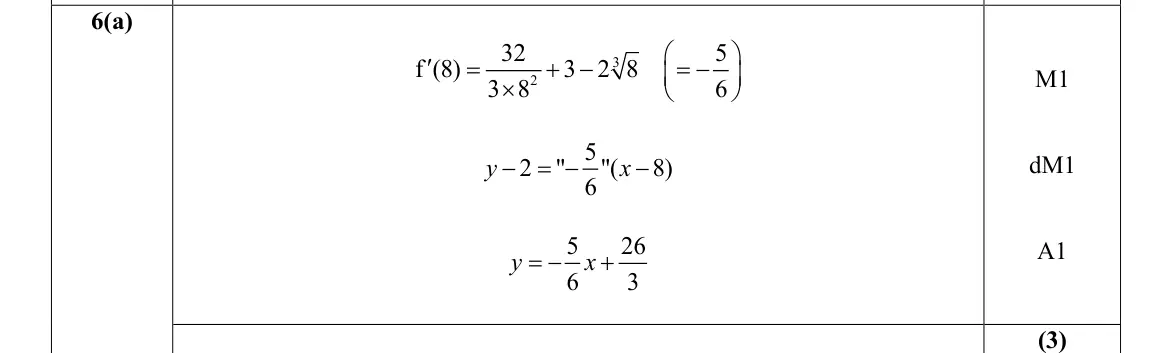 6(a)
f′(8) = 32/(3×8²) + 3 − 2∛8 (= −5/6) M1
y − 2 = "−5/6"(x − 8) dM1
y = −5/6 x + 26/3 A1
(3)